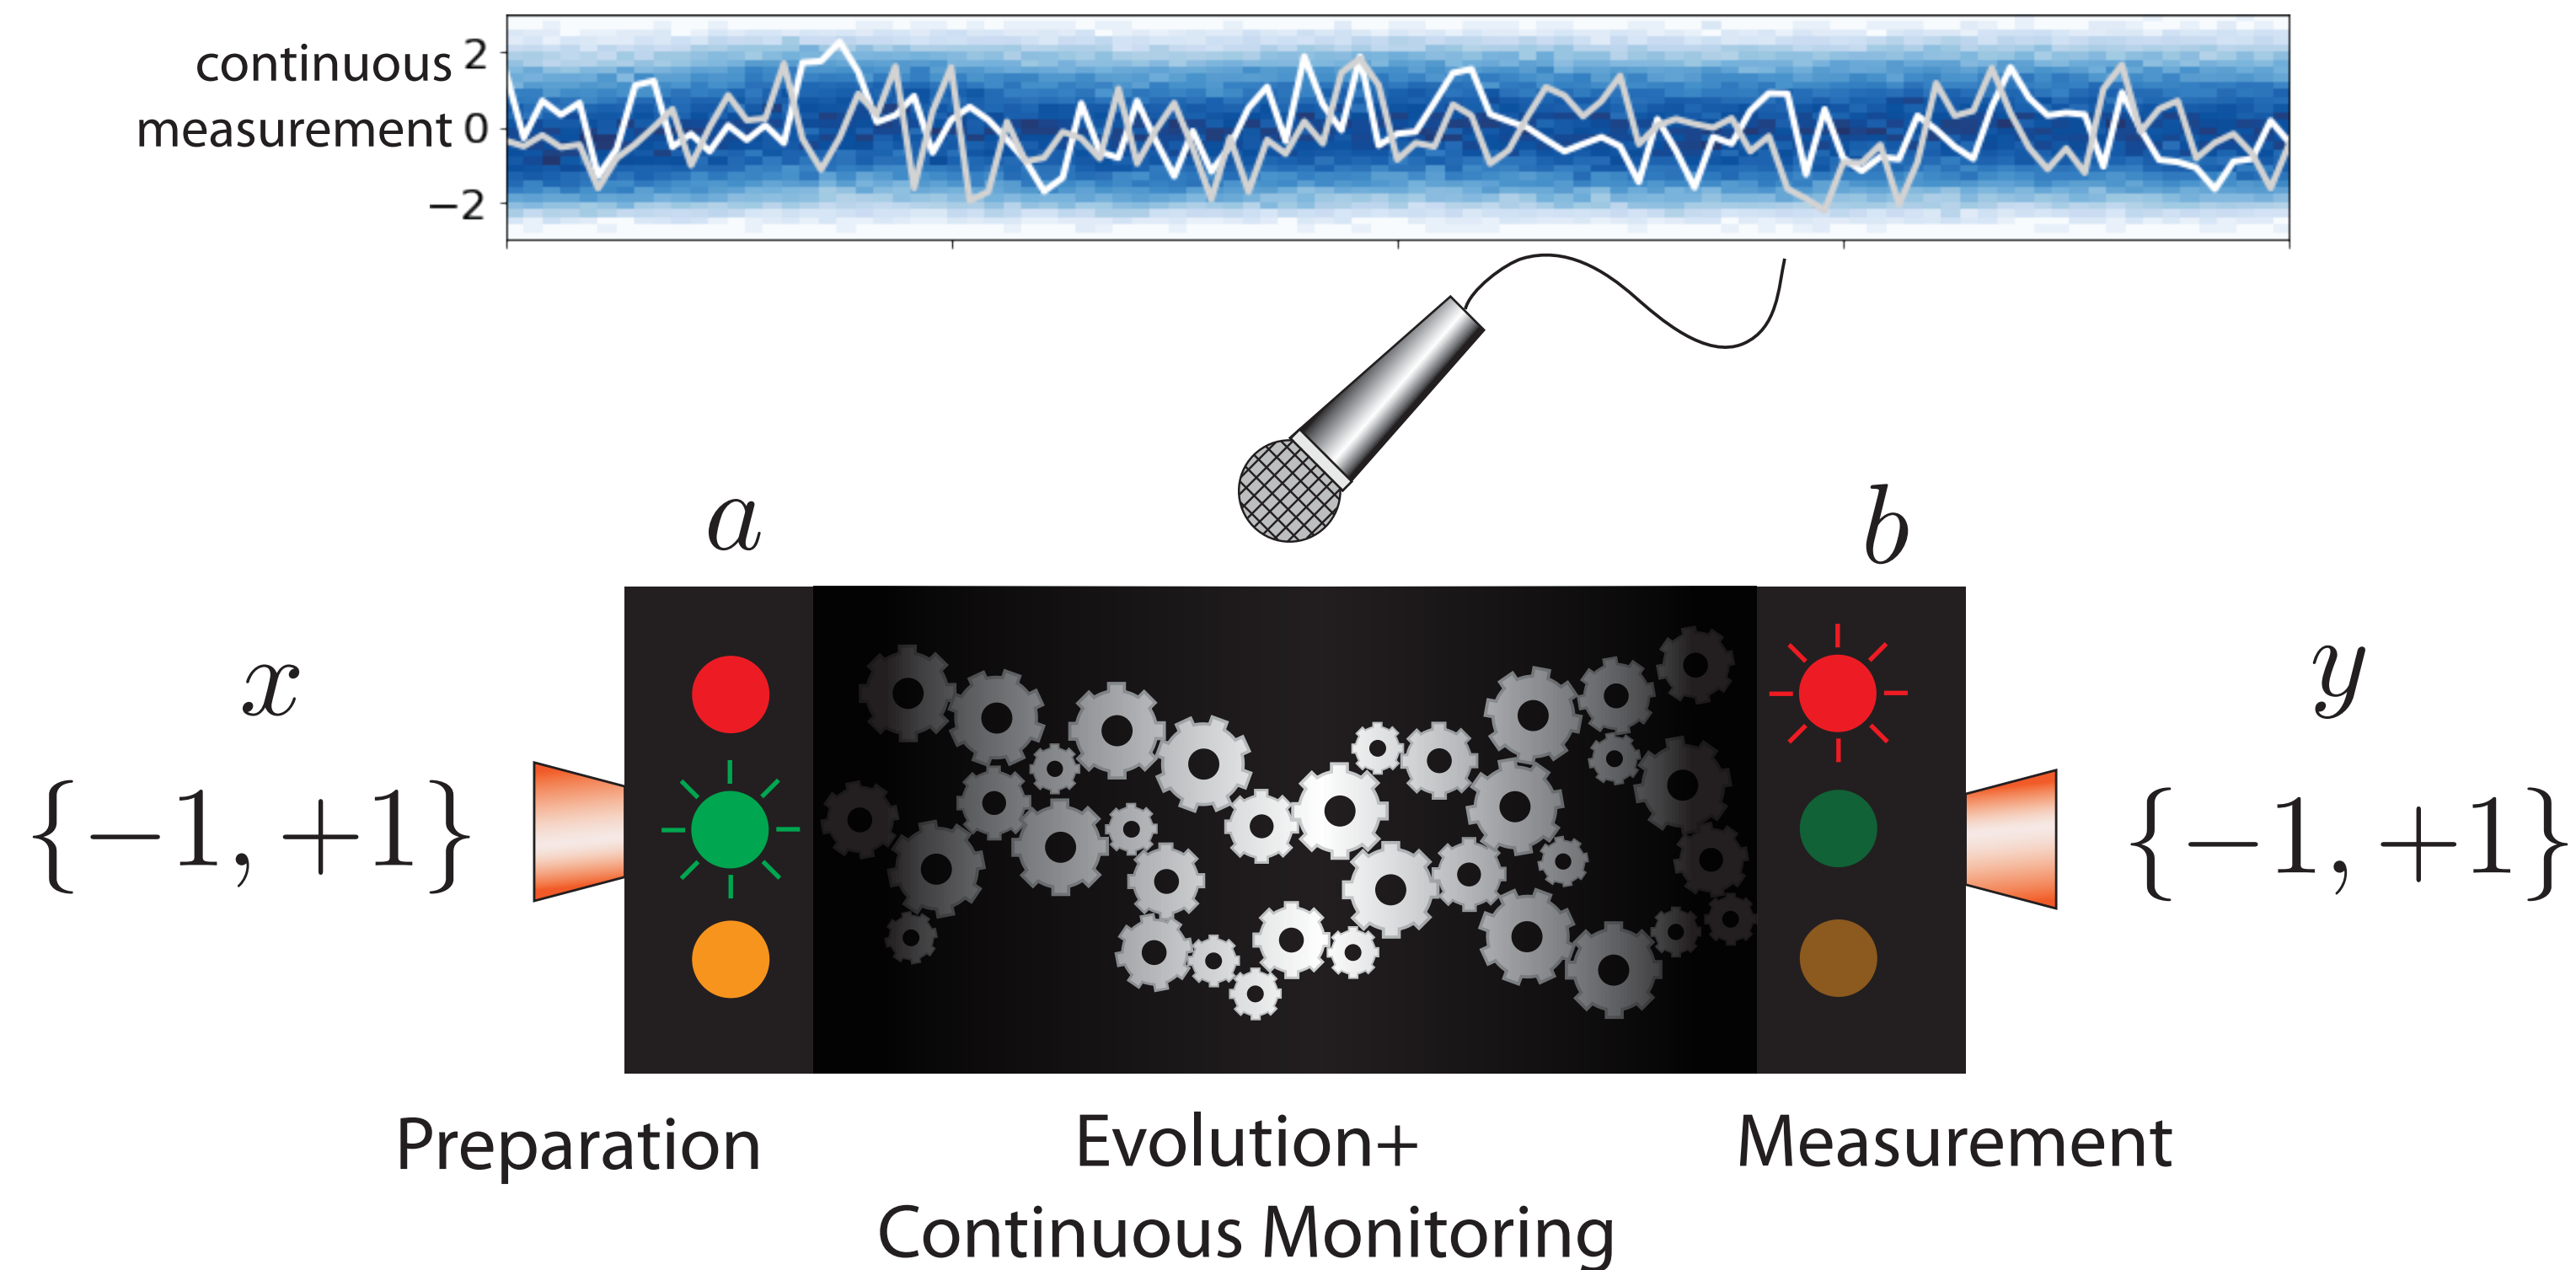 continuous
measurement
2
0
−2
a
b
x
y
{−1, +1}
{−1, +1}
Preparation
Evolution+
Continuous Monitoring
Measurement